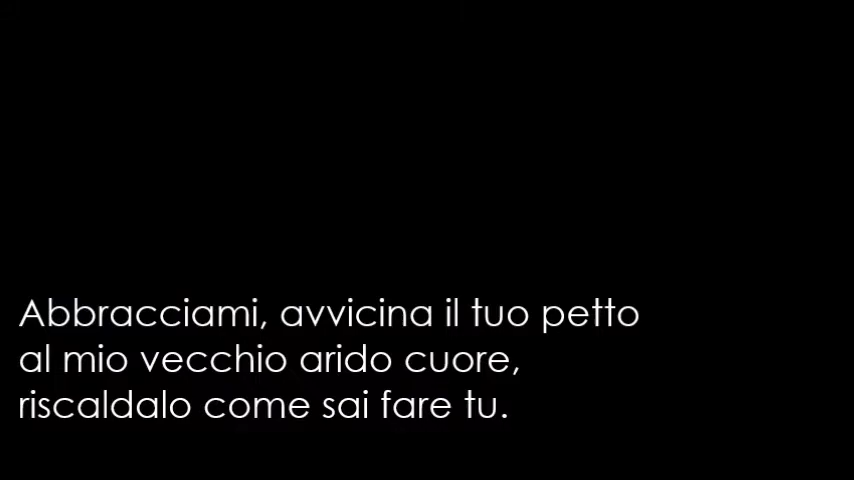 Abbracciami, avvicina il tuo petto
al mio vecchio arido cuore,
riscaldalo come sai fare tu.